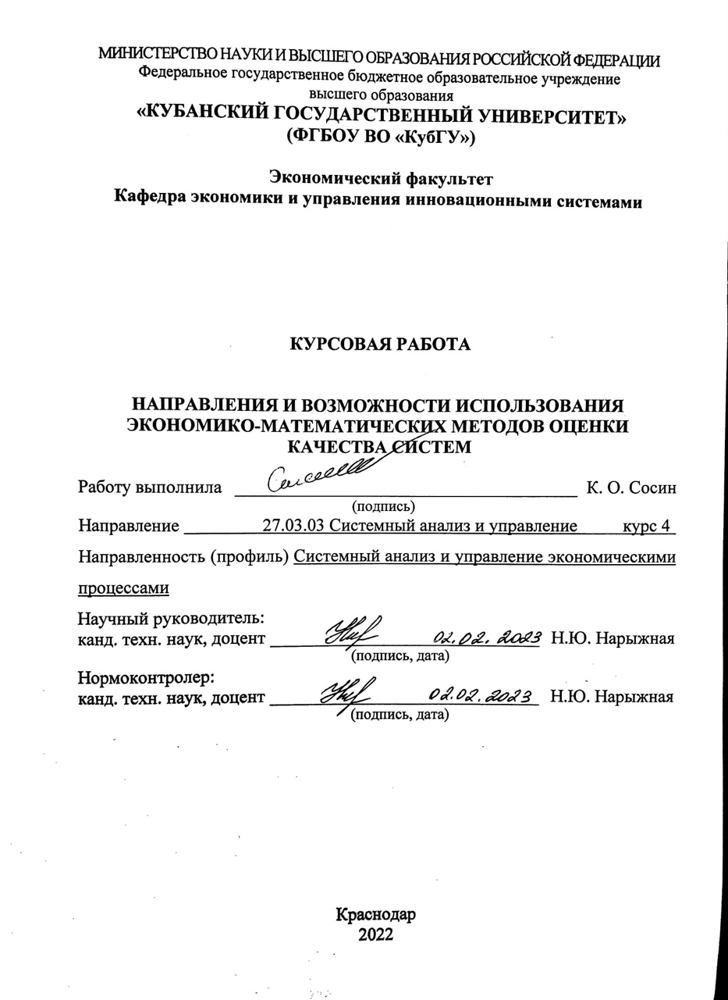 МИНИСТЕРСТВО НАУКИ И ВЫСШЕГО ОБРАЗОВАНИЯ РОССИЙСКОЙ ФЕДЕРАЦИИ
Федеральное государственное бюджетное образовательное учреждение
высшего образования
«КУБАНСКИЙ ГОСУДАРСТВЕННЫЙ УНИВЕРСИТЕТ»
(ФГБОУ ВО «КубГУ»)
Экономический факультет
Кафедра экономики и управления инновационными системами
КУРСОВАЯ РАБОТА
НАПРАВЛЕНИЯ И ВОЗМОЖНОСТИ ИСПОЛЬЗОВАНИЯ
ЭКОНОМИКО-МАТЕМАТИЧЕСКИХ МЕТОДОВ ОЦЕНКИ
КАЧЕСТВА СИСТЕМ
Работу выполнила К. О. Сосин
(подпись)
Направление 27.03.03 Системный анализ и управление курс 4
Направленность (профиль) Системный анализ и управление экономическими
процессами
Научный руководитель:
канд. техн. наук, доцент 02.02.2023 Н.Ю. Нарыжная
(подпись, дата)
Нормоконтролер:
канд. техн. наук, доцент 02.02.2023 Н.Ю. Нарыжная
(подпись, дата)
Краснодар
2022